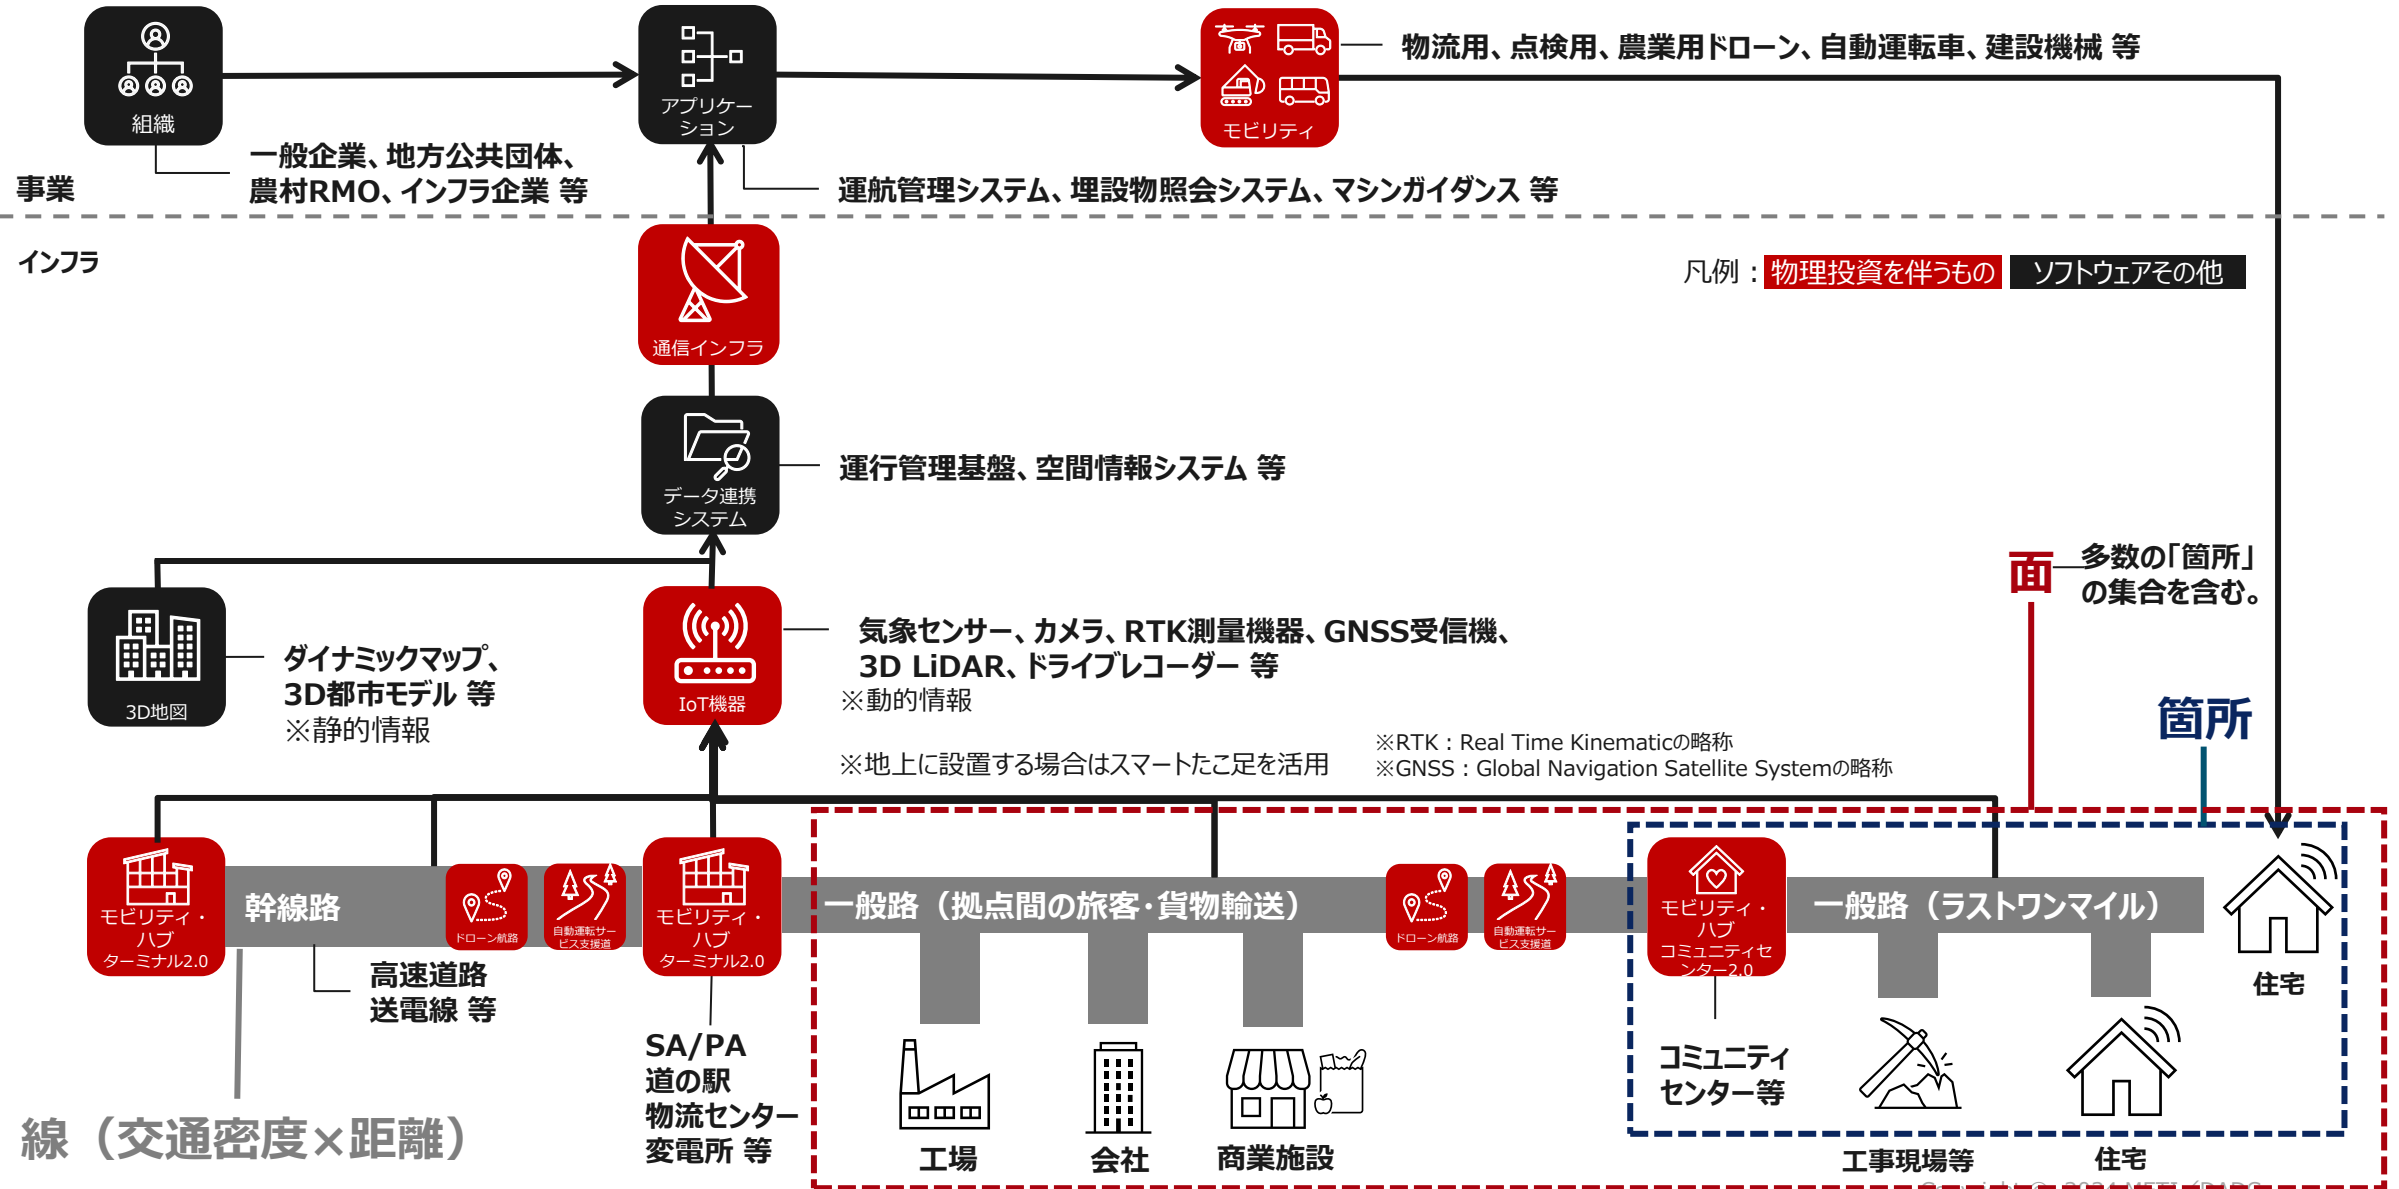 組織
アプリケー
ション
モビリティ
物流用、点検用、農業用ドローン、自動運転車、建設機械 等
一般企業、地方公共団体、
農村RMO、インフラ企業 等
運航管理システム、埋設物照会システム、マシンガイダンス 等
事業
インフラ
凡例：
物理投資を伴うもの
ソフトウェアその他
通信インフラ
データ連携
システム
運行管理基盤、空間情報システム 等
面
多数の「箇所」
の集合を含む。
3D地図
ダイナミックマップ、
3D都市モデル 等
※静的情報
IoT機器
気象センサー、カメラ、RTK測量機器、GNSS受信機、
3D LiDAR、ドライブレコーダー 等
※動的情報
※地上に設置する場合はスマートたこ足を活用
※RTK：Real Time Kinematicの略称
※GNSS：Global Navigation Satellite Systemの略称
箇所
モビリティ・
ハブ
ターミナル2.0
幹線路
ドローン航路
自動運転サー
ビス支援道
モビリティ・
ハブ
ターミナル2.0
一般路（拠点間の旅客・貨物輸送）
ドローン航路
自動運転サー
ビス支援道
モビリティ・
ハブ
コミュニティセ
ンター2.0
一般路（ラストワンマイル）
住宅
高速道路
送電線 等
SA/PA
道の駅
物流センター
変電所 等
コミュニティ
センター等
線（交通密度×距離）
工場
会社
商業施設
工事現場等
住宅